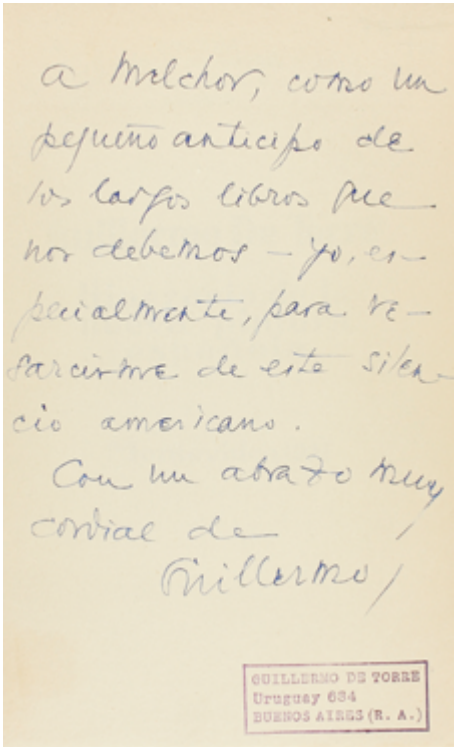 a Melchor, como un
pequeño anticipo de
los largos libros que
nos debemos – yo, es-
pecialmente, para re-
sarcirme de este silen-
cio americano.
Con un abrazo muy
cordial de
Guillermo
GUILLERMO DE TORRE
Uruguay 634
BUENOS AIRES (R. A.)